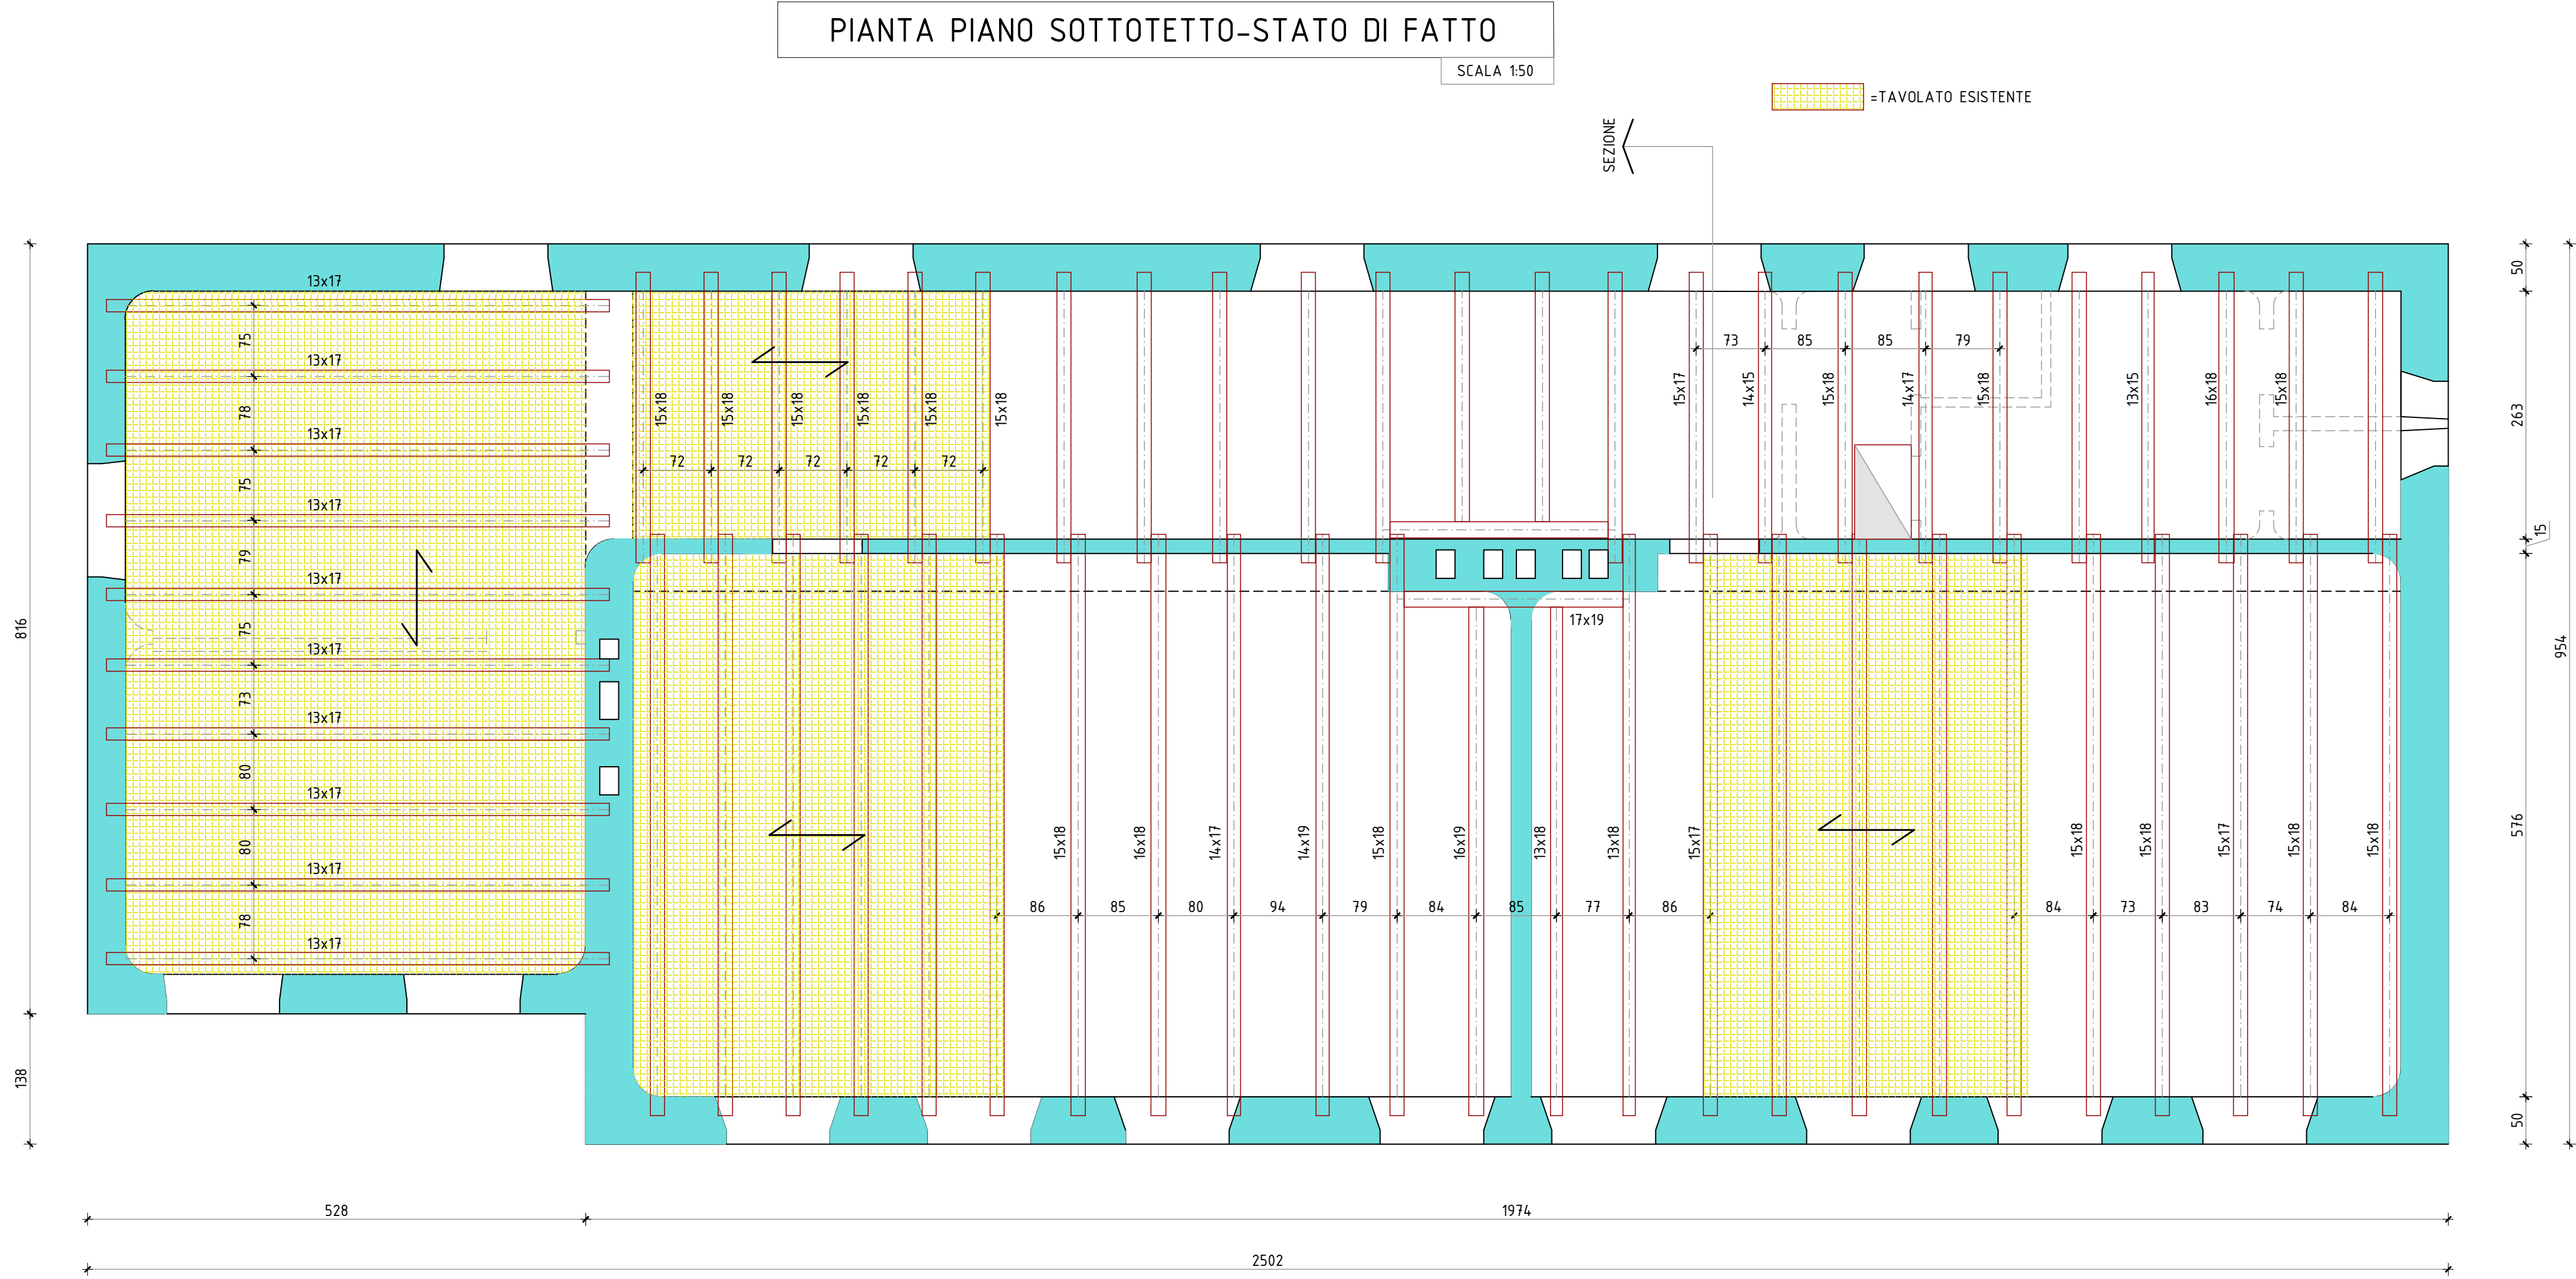 PIANTA PIANO SOTTOTETTO-STATO DI FATTO
SCALA 1:50
=TAVOLATO ESISTENTE
SEZIONE
13x17
75
13x17
78
13x17
75
13x17
79
13x17
75
13x17
73
13x17
80
13x17
80
13x17
78
13x17
15x18
15x18
15x18
15x18
15x18
15x18
72
72
72
72
72
73
85
85
79
15x17
14x15
15x18
14x17
15x18
13x15
16x18
15x18
17x19
15x18
16x18
14x17
14x19
15x18
16x19
13x18
13x18
15x17
15x18
15x18
15x17
15x18
15x18
86
85
80
94
79
84
85
77
86
84
73
83
74
84
816
138
50
263
15
576
50
954
528
1974
2502